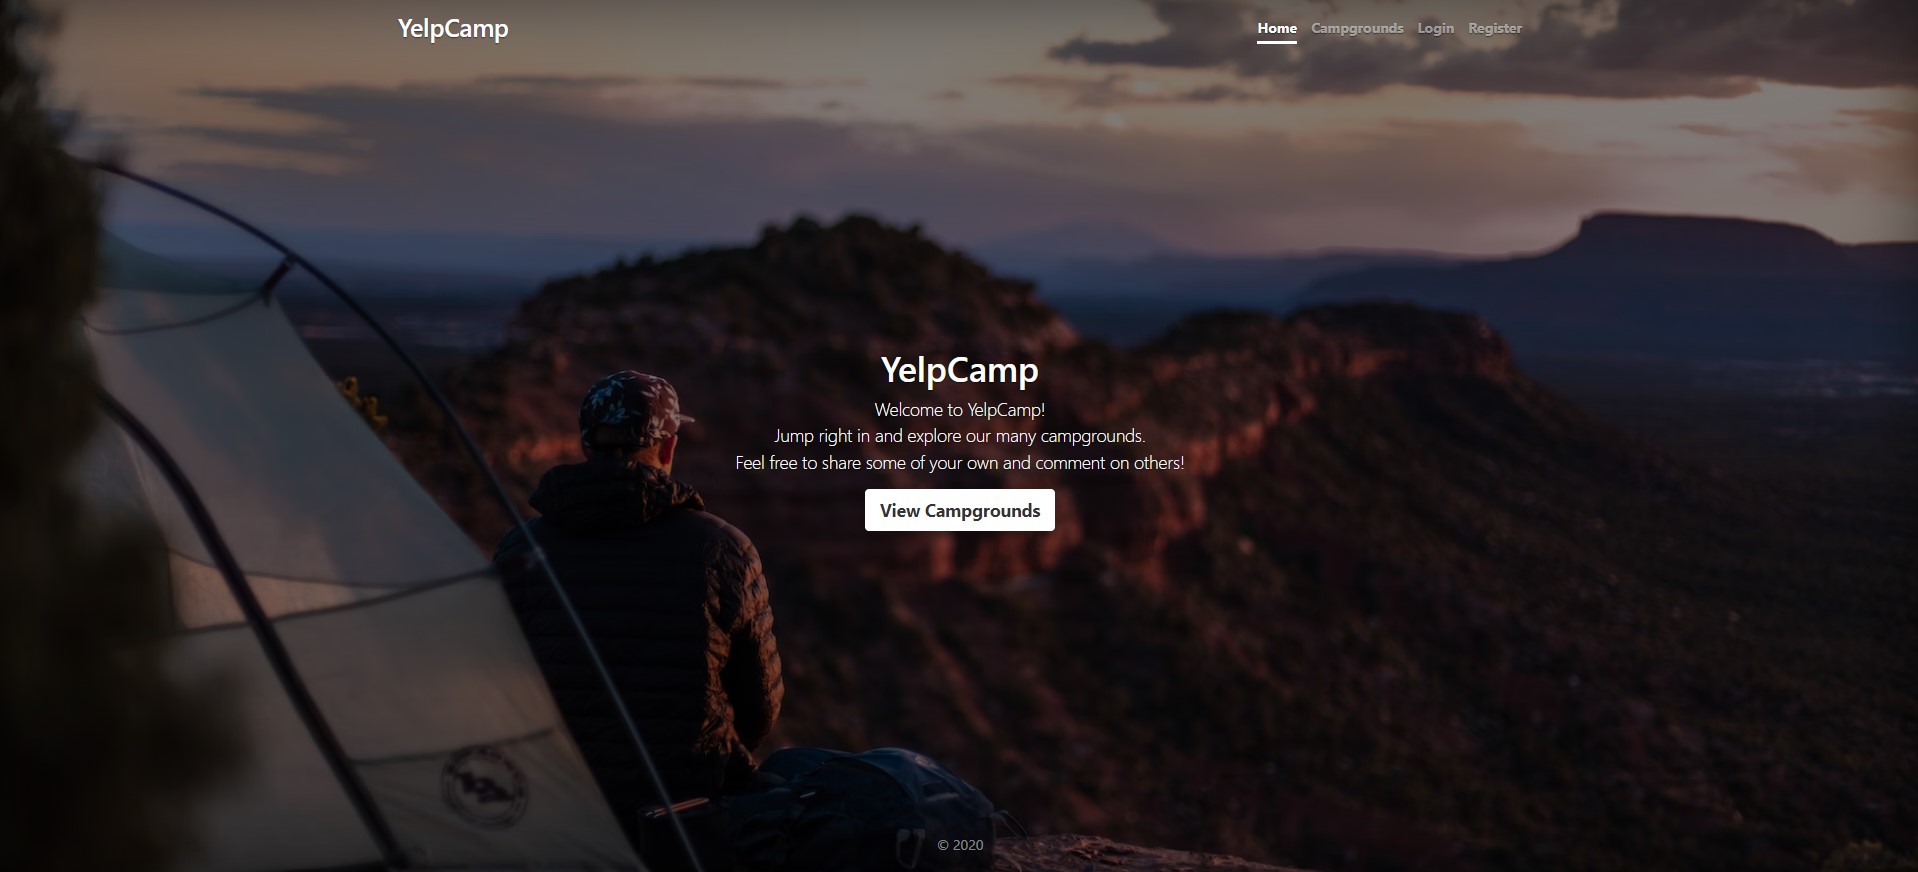 YelpCamp
Home Campgrounds Login Register
YelpCamp
Welcome to YelpCamp!
Jump right in and explore our many campgrounds.
Feel free to share some of your own and comment on others!
View Campgrounds
© 2020